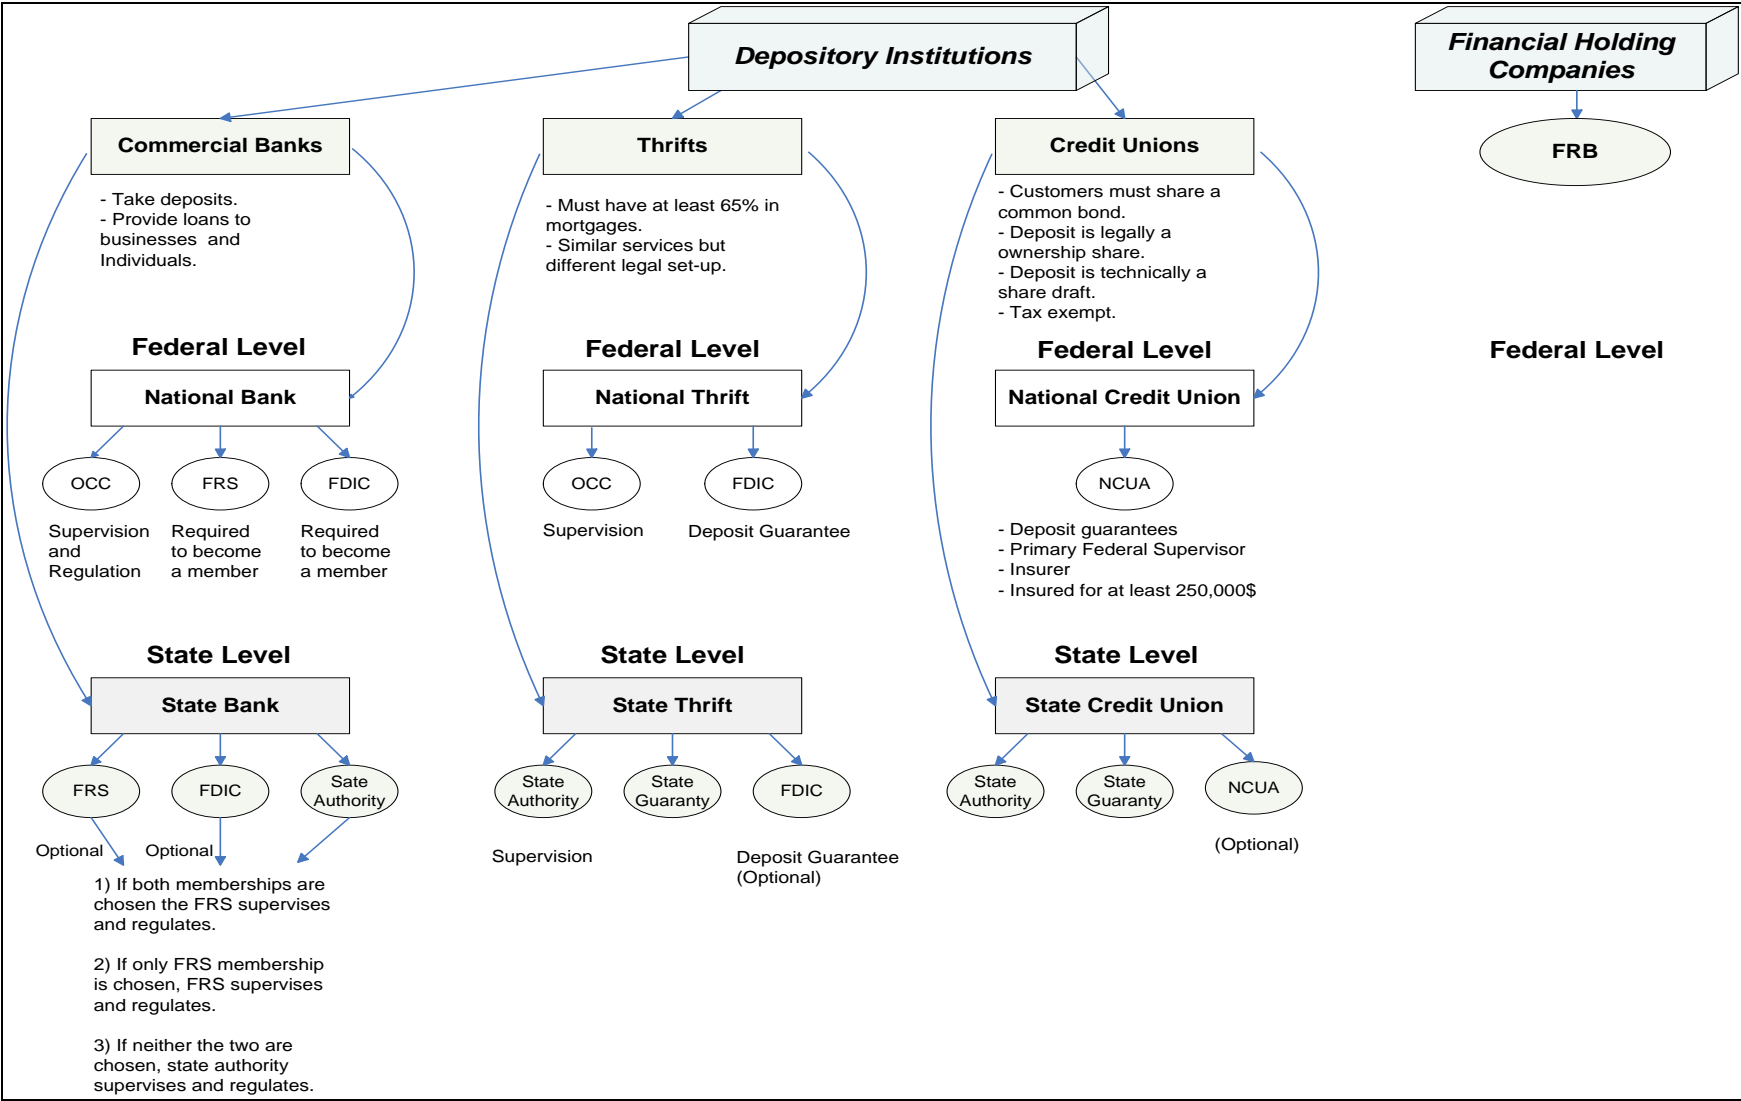 Depository Institutions
Financial Holding
Companies
Commercial Banks
Thrifts
Credit Unions
FRB
- Take deposits.
- Provide loans to
businesses and
Individuals.
- Must have at least 65% in
mortgages.
- Similar services but
different legal set-up.
- Customers must share a
common bond.
- Deposit is legally a
ownership share.
- Deposit is technically a
share draft.
- Tax exempt.
Federal Level
Federal Level
Federal Level
Federal Level
National Bank
National Thrift
National Credit Union
OCC
FRS
FDIC
OCC
FDIC
NCUA
Supervision
and
Regulation
Required
to become
a member
Required
to become
a member
Supervision
Deposit Guarantee
- Deposit guarantees
- Primary Federal Supervisor
- Insurer
- Insured for at least 250,000$
State Level
State Level
State Level
State Bank
State Thrift
State Credit Union
FRS
FDIC
Sate
Authority
State
Authority
State
Guaranty
FDIC
State
Authority
State
Guaranty
NCUA
Optional
Optional
Supervision
Deposit Guarantee
(Optional)
(Optional)
1) If both memberships are
chosen the FRS supervises
and regulates.
2) If only FRS membership
is chosen, FRS supervises
and regulates.
3) If neither the two are
chosen, state authority
supervises and regulates.